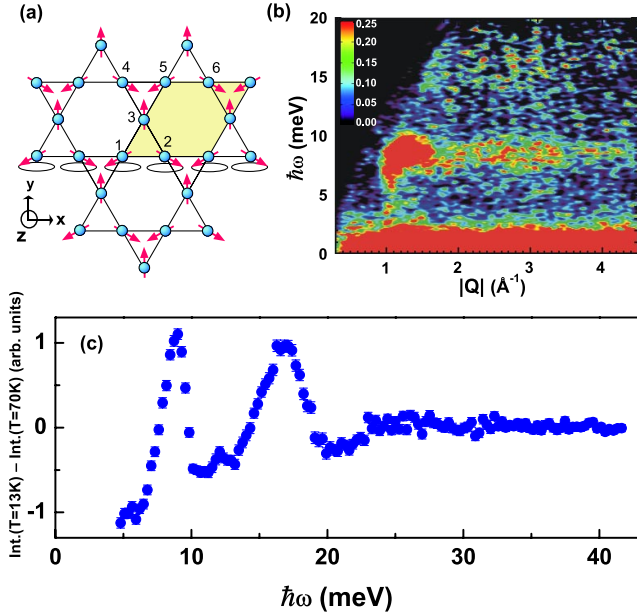 (a)
4 5 6
3
1 2
y
z x
(b)
20
15
10
5
0
ħω (meV)
0.25
0.20
0.15
0.10
0.05
0.00
1 2 3 4
|Q| (Å⁻¹)
(c)
Int.(T=13K) – Int.(T=70K) (arb. units)
1
0
-1
0 10 20 30 40
ħω (meV)